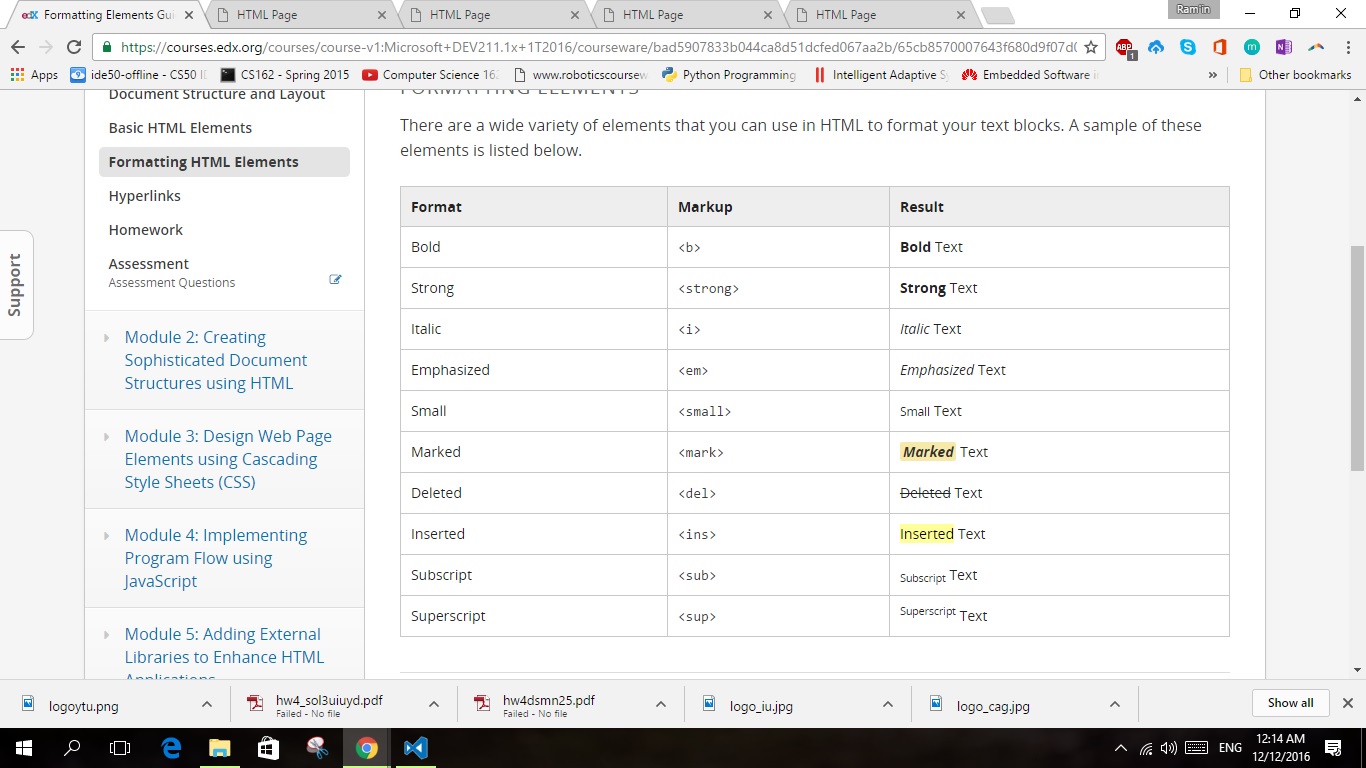 edX Formatting Elements Gui
HTML Page
HTML Page
HTML Page
HTML Page
Ram'in
https://courses.edx.org/courses/course-v1:Microsoft+DEV211.1x+1T2016/courseware/bad5907833b044ca8d51dcfed067aa2b/65cb8570007643f680d9f07d
ABP
1
Apps
ide50-offline - CS50
CS162 - Spring 2015
Computer Science 16
www.roboticscoursew
Python Programming
Intelligent Adaptive
Embedded Software
» Other bookmarks
Support
Document Structure and Layout
Basic HTML Elements
Formatting HTML Elements
Hyperlinks
Homework
Assessment
Assessment Questions
Module 2: Creating
Sophisticated Document
Structures using HTML
Module 3: Design Web Page
Elements using Cascading
Style Sheets (CSS)
Module 4: Implementing
Program Flow using
JavaScript
Module 5: Adding External
Libraries to Enhance HTML
Applications
FORMATTING ELEMENTS
There are a wide variety of elements that you can use in HTML to format your text blocks. A sample of these
elements is listed below.
Format Markup Result
Bold <b> Bold Text
Strong <strong> Strong Text
Italic <i> Italic Text
Emphasized <em> Emphasized Text
Small <small> Small Text
Marked <mark> Marked Text
Deleted <del> Deleted Text
Inserted <ins> Inserted Text
Subscript <sub> Subscript Text
Superscript <sup> Superscript Text
logoytu.png
hw4_sol3uiuyd.pdf
Failed - No file
hw4dsmn25.pdf
Failed - No file
logo_iu.jpg
logo_cag.jpg
Show all
ENG
12:14 AM
12/12/2016